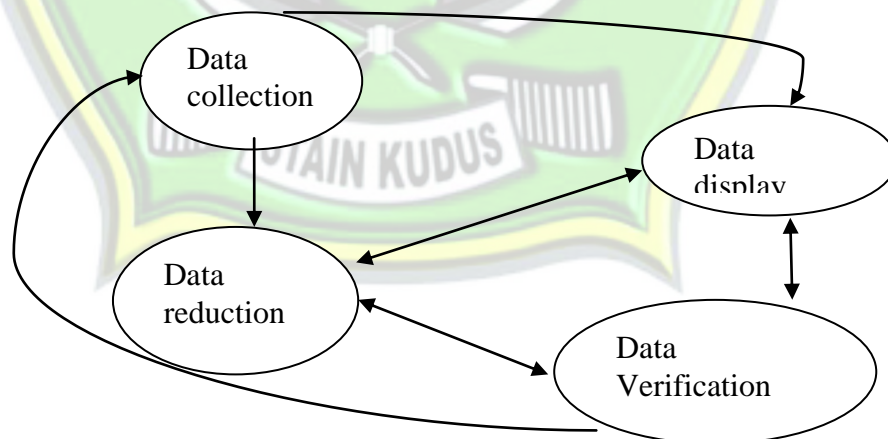 Data
collection
STAIN KUDUS
Data
display
Data
reduction
Data
Verification